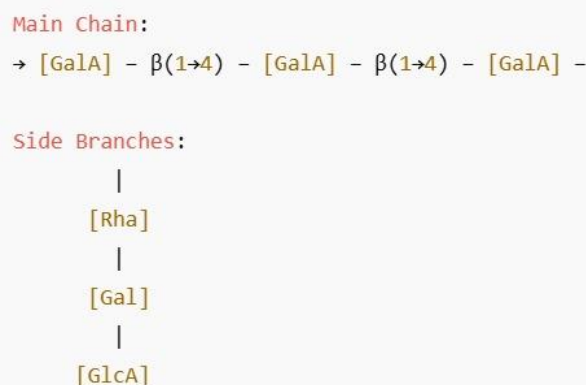 Main Chain:
→ [GalA] – β(1→4) – [GalA] – β(1→4) – [GalA] –
Side Branches:
|
[Rha]
|
[Gal]
|
[GlcA]